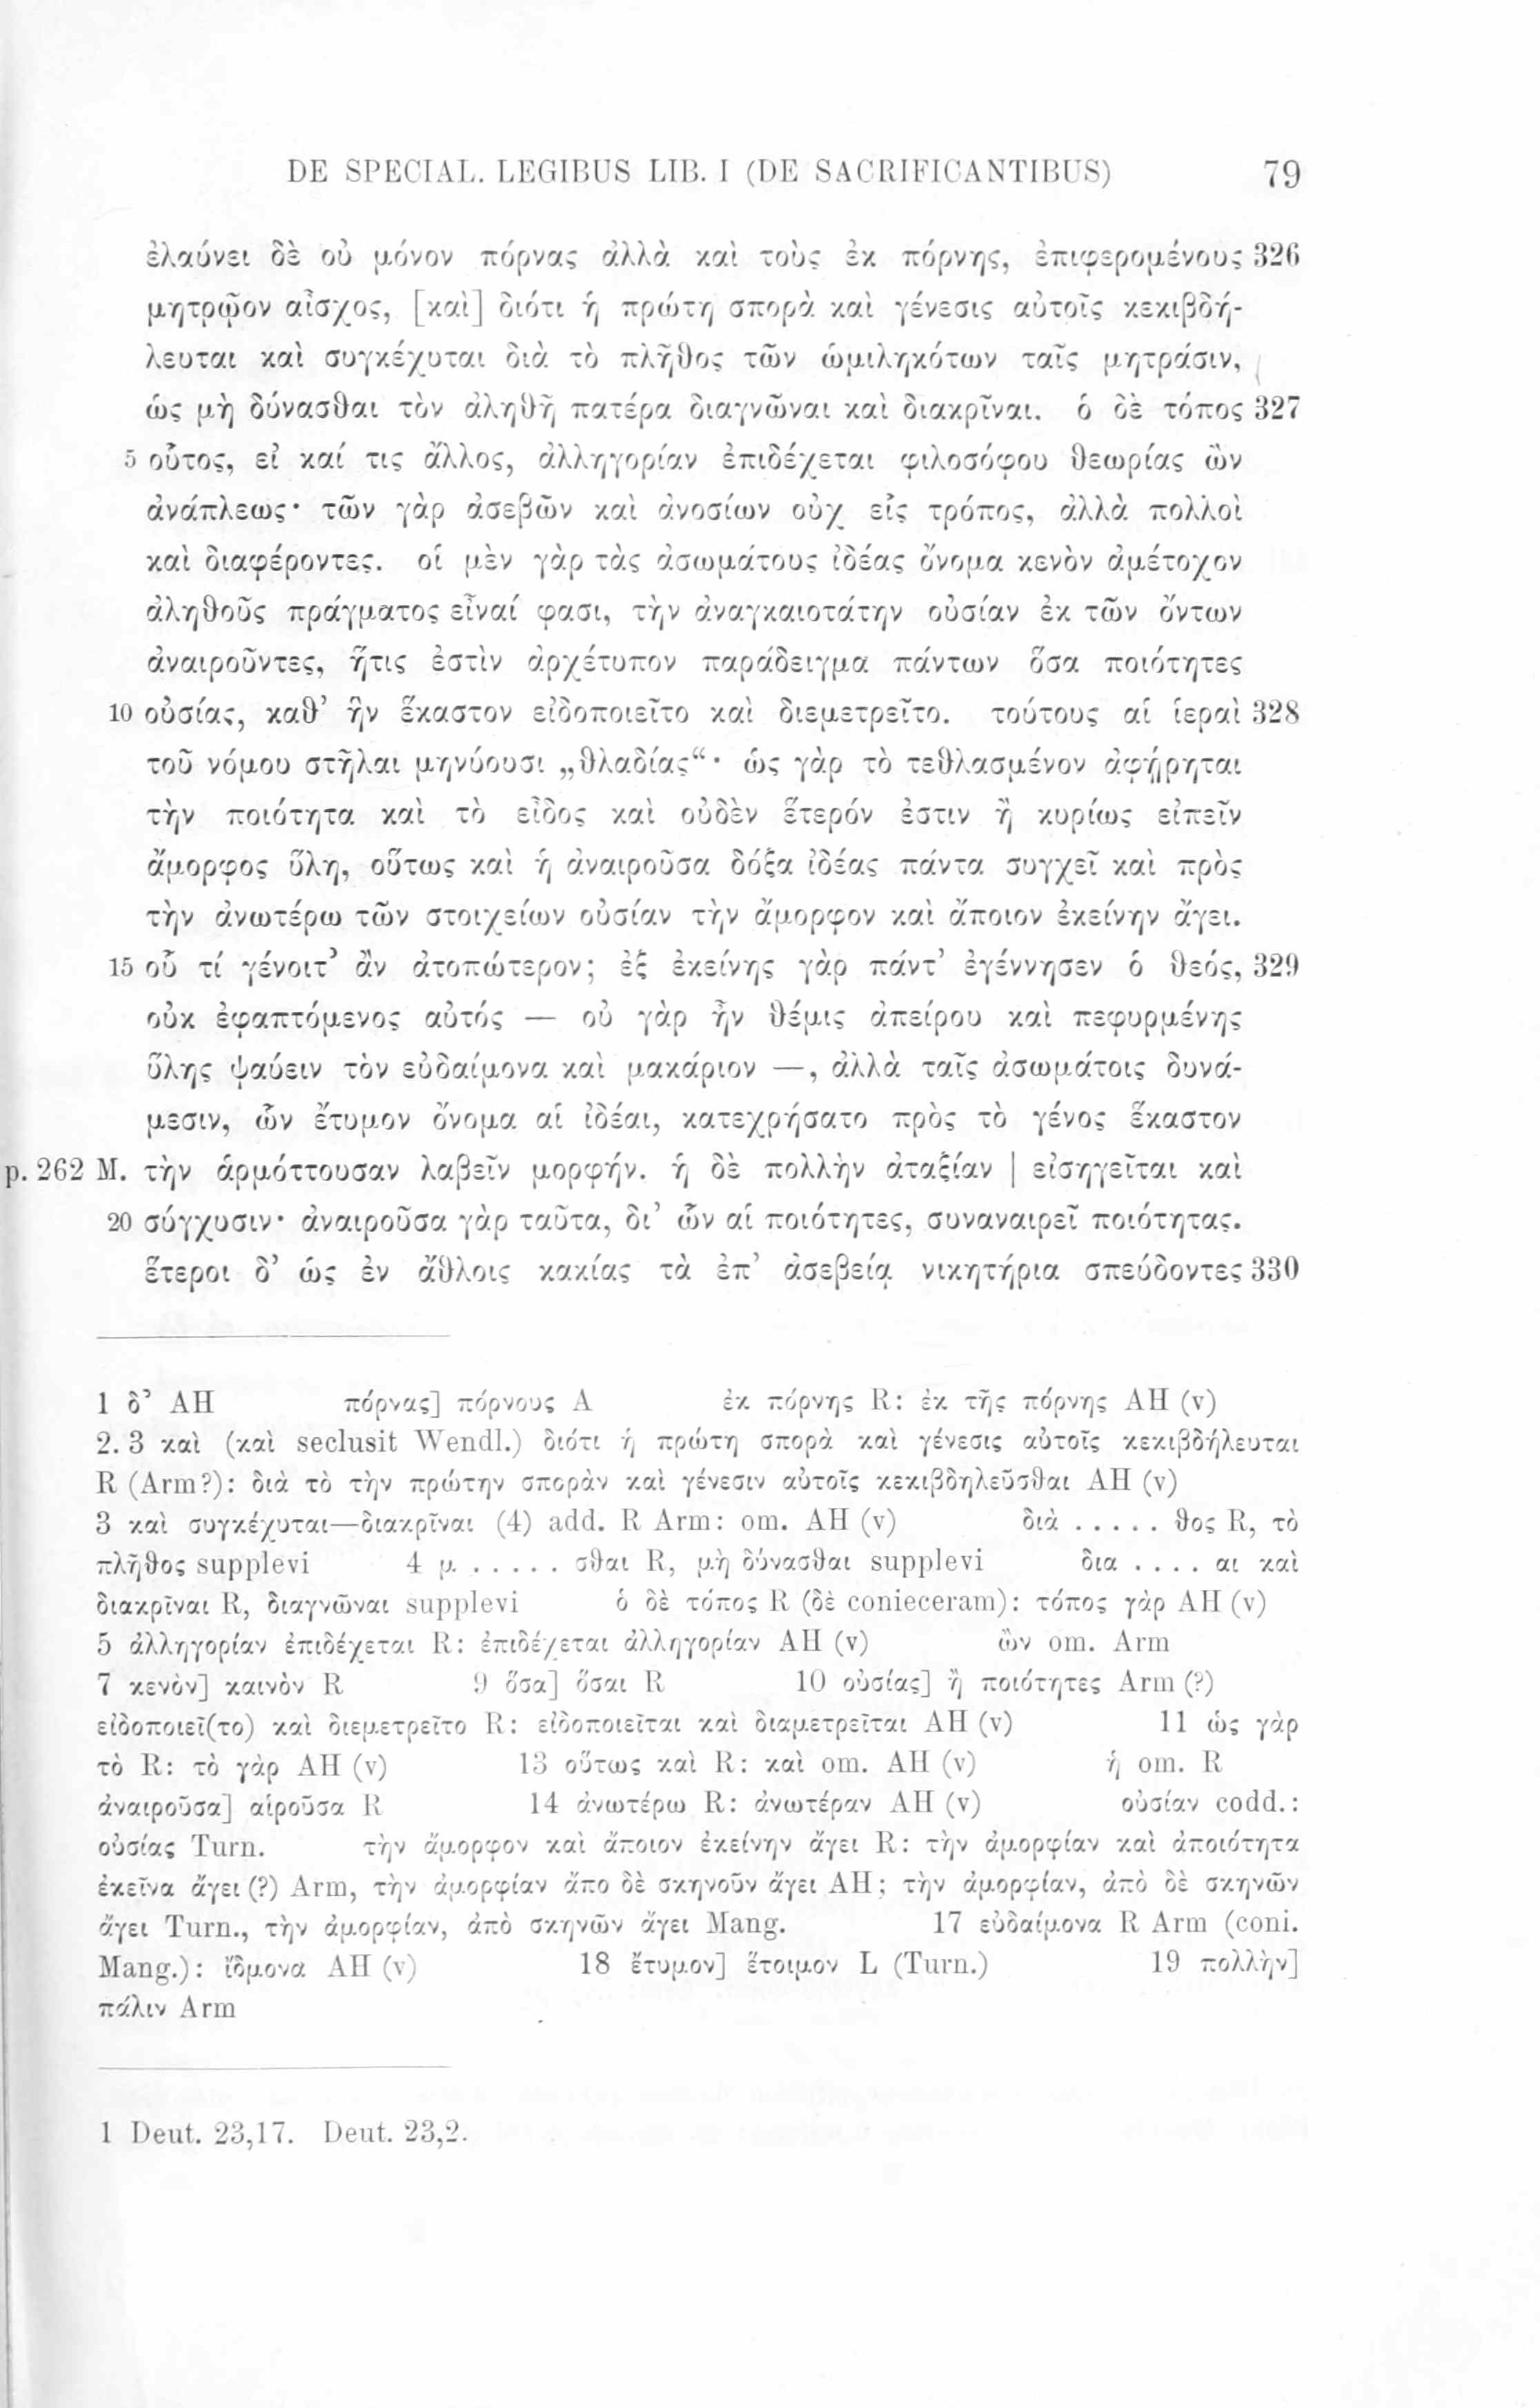 DE SPECIAL. LEGIBUS LIB. I (DE SACRIFICANTIBUS) 79
ἐλαύνει δὲ οὐ μόνον πόρνας ἀλλὰ καὶ τοὺς ἐκ πόρνης, ἐπιφερομένους 326
μητρῷον αἶσχος, [καὶ] διότι ἡ πρώτη σπορὰ καὶ γένεσις αὐτοῖς κεκιβδή-
λευται καὶ συγκέχυται διὰ τὸ πλῆθος τῶν ὡμιληκότων ταῖς μητράσιν,
ὡς μὴ δύνασθαι τὸν ἀληθῆ πατέρα διαγνῶναι καὶ διακρῖναι. ὁ δὲ τόπος 327
5 οὗτος, εἰ καί τις ἄλλος, ἀλληγορίαν ἐπιδέχεται φιλοσόφου θεωρίας ὢν
ἀνάπλεως· τῶν γὰρ ἀσεβῶν καὶ ἀνοσίων οὐχ εἷς τρόπος, ἀλλὰ πολλοὶ
καὶ διαφέροντες. οἱ μὲν γὰρ τὰς ἀσωμάτους ἰδέας ὄνομα κενὸν ἀμέτοχον
ἀληθοῦς πράγματος εἶναί φασι, τὴν ἀναγκαιοτάτην οὐσίαν ἐκ τῶν ὄντων
ἀναιροῦντες, ἥτις ἐστὶν ἀρχέτυπον παράδειγμα πάντων ὅσα ποιότητες
10 οὐσίας, καθ’ ἣν ἕκαστον εἰδοποιεῖτο καὶ διεμετρεῖτο. τούτους αἱ ἱεραὶ 328
τοῦ νόμου στῆλαι μηνύουσι „θλαδίας“· ὡς γὰρ τὸ τεθλασμένον ἀφῄρηται
τὴν ποιότητα καὶ τὸ εἶδος καὶ οὐδὲν ἕτερόν ἐστιν ἢ κυρίως εἰπεῖν
ἄμορφος ὕλη, οὕτως καὶ ἡ ἀναιροῦσα δόξα ἰδέας πάντα συγχεῖ καὶ πρὸς
τὴν ἀνωτέρω τῶν στοιχείων οὐσίαν τὴν ἄμορφον καὶ ἄποιον ἐκείνην ἄγει.
15 οὗ τί γένοιτ’ ἂν ἀτοπώτερον; ἐξ ἐκείνης γὰρ πάντ’ ἐγέννησεν ὁ θεός, 329
οὐκ ἐφαπτόμενος αὐτός — οὐ γὰρ ἦν θέμις ἀπείρου καὶ πεφυρμένης
ὕλης ψαύειν τὸν εὐδαίμονα καὶ μακάριον —, ἀλλὰ ταῖς ἀσωμάτοις δυνά-
μεσιν, ὧν ἔτυμον ὄνομα αἱ ἰδέαι, κατεχρήσατο πρὸς τὸ γένος ἕκαστον
p. 262 M. τὴν ἁρμόττουσαν λαβεῖν μορφήν. ἡ δὲ πολλὴν ἀταξίαν | εἰσηγεῖται καὶ
20 σύγχυσιν· ἀναιροῦσα γὰρ ταῦτα, δι’ ὧν αἱ ποιότητες, συναναιρεῖ ποιότητας.
ἕτεροι δ’ ὡς ἐν ἄθλοις κακίας τὰ ἐπ’ ἀσεβείᾳ νικητήρια σπεύδοντες 330
1 δ’ AH πόρνας] πόρνους A ἐκ πόρνης R: ἐκ τῆς πόρνης AH (v)
2. 3 καὶ (καὶ seclusit Wendl.) διότι ἡ πρώτη σπορὰ καὶ γένεσις αὐτοῖς κεκιβδήλευται
R (Arm?): διὰ τὸ τὴν πρώτην σπορὰν καὶ γένεσιν αὐτοῖς κεκιβδηλεῦσθαι AH (v)
3 καὶ συγκέχυται—διακρῖναι (4) add. R Arm: om. AH (v) διὰ . . . . . θος R, τὸ
πλῆθος supplevi 4 μ. . . . . . σθαι R, μὴ δύνασθαι supplevi δια . . . . αι καὶ
διακρῖναι R, διαγνῶναι supplevi ὁ δὲ τόπος R (δὲ conieceram): τόπος γὰρ AH (v)
5 ἀλληγορίαν ἐπιδέχεται R: ἐπιδέχεται ἀλληγορίαν AH (v) ὢν om. Arm
7 κενὸν] καινὸν R 9 ὅσα] ὅσαι R 10 οὐσίας] ἢ ποιότητες Arm (?)
εἰδοποιεῖ(το) καὶ διεμετρεῖτο R: εἰδοποιεῖται καὶ διαμετρεῖται AH (v) 11 ὡς γὰρ
τὸ R: τὸ γὰρ AH (v) 13 οὕτως καὶ R: καὶ om. AH (v) ἡ om. R
ἀναιροῦσα] αἱροῦσα R 14 ἀνωτέρω R: ἀνωτέραν AH (v) οὐσίαν codd.:
οὐσίας Turn. τὴν ἄμορφον καὶ ἄποιον ἐκείνην ἄγει R: τὴν ἀμορφίαν καὶ ἀποιότητα
ἐκεῖνα ἄγει (?) Arm, τὴν ἀμορφίαν ἄπο δὲ σκηνοῦν ἄγει AH; τὴν ἀμορφίαν, ἀπὸ δὲ σκηνῶν
ἄγει Turn., τὴν ἀμορφίαν, ἀπὸ σκηνῶν ἄγει Mang. 17 εὐδαίμονα R Arm (coni.
Mang.): ἴδμονα AH (v) 18 ἔτυμον] ἕτοιμον L (Turn.) 19 πολλὴν]
πάλιν Arm
1 Deut. 23,17. Deut. 23,2.